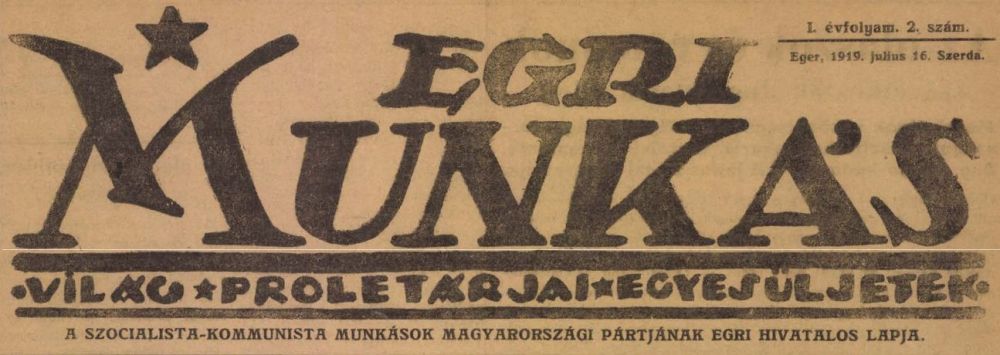 I. évfolyam. 2. szám.
Eger, 1919. július 16. Szerda.
EGRI
MUNKÁS
VILÁG ★ PROLETÁRJAI ★ EGYESÜLJETEK
A SZOCIALISTA-KOMMUNISTA MUNKÁSOK MAGYARORSZÁGI PÁRTJÁNAK EGRI HIVATALOS LAPJA.